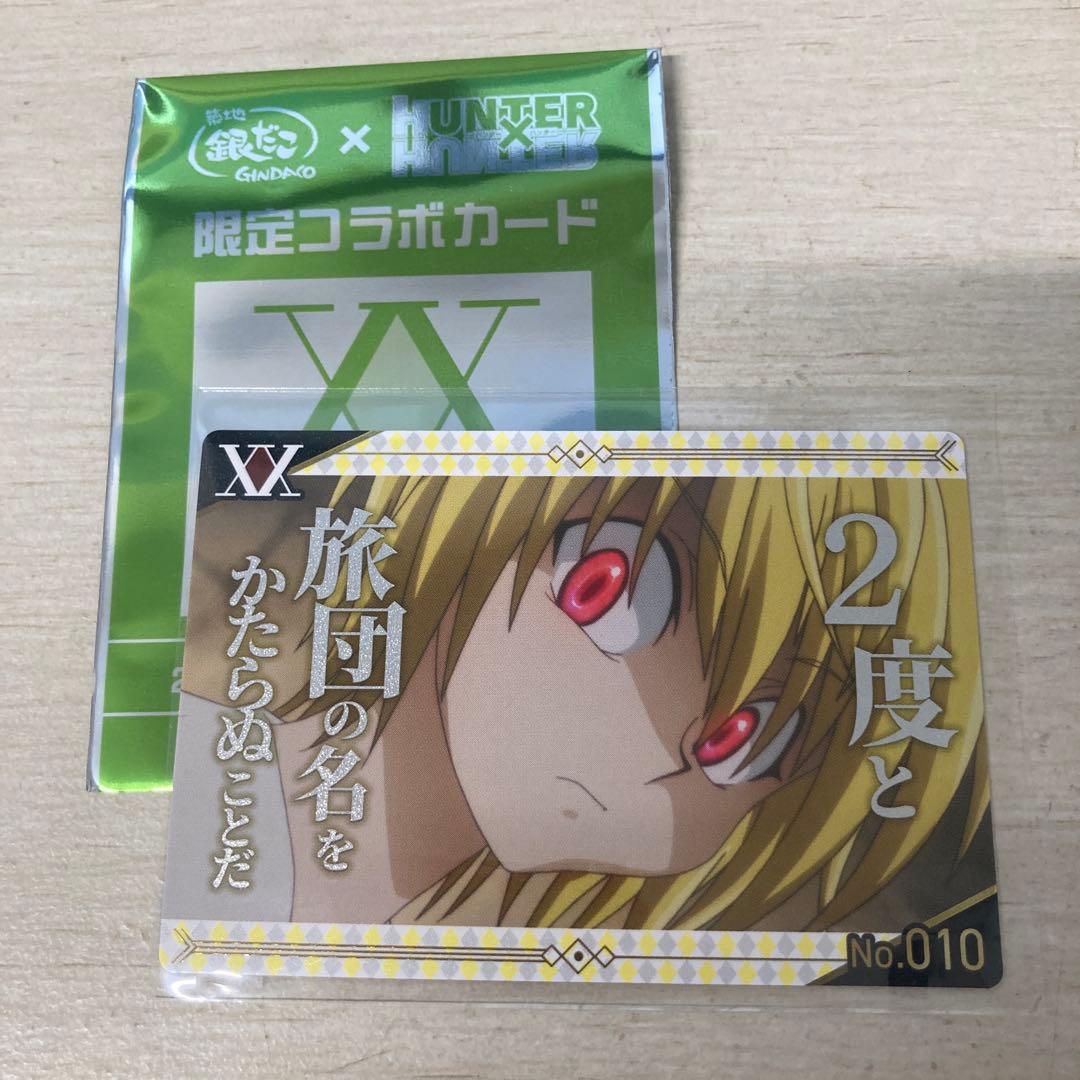 築地
銀だこ
GINDACO
×
HUNTER
×
HUNTER
限定コラボカード
2度と
旅団の名を
かたらぬことだ
No.010